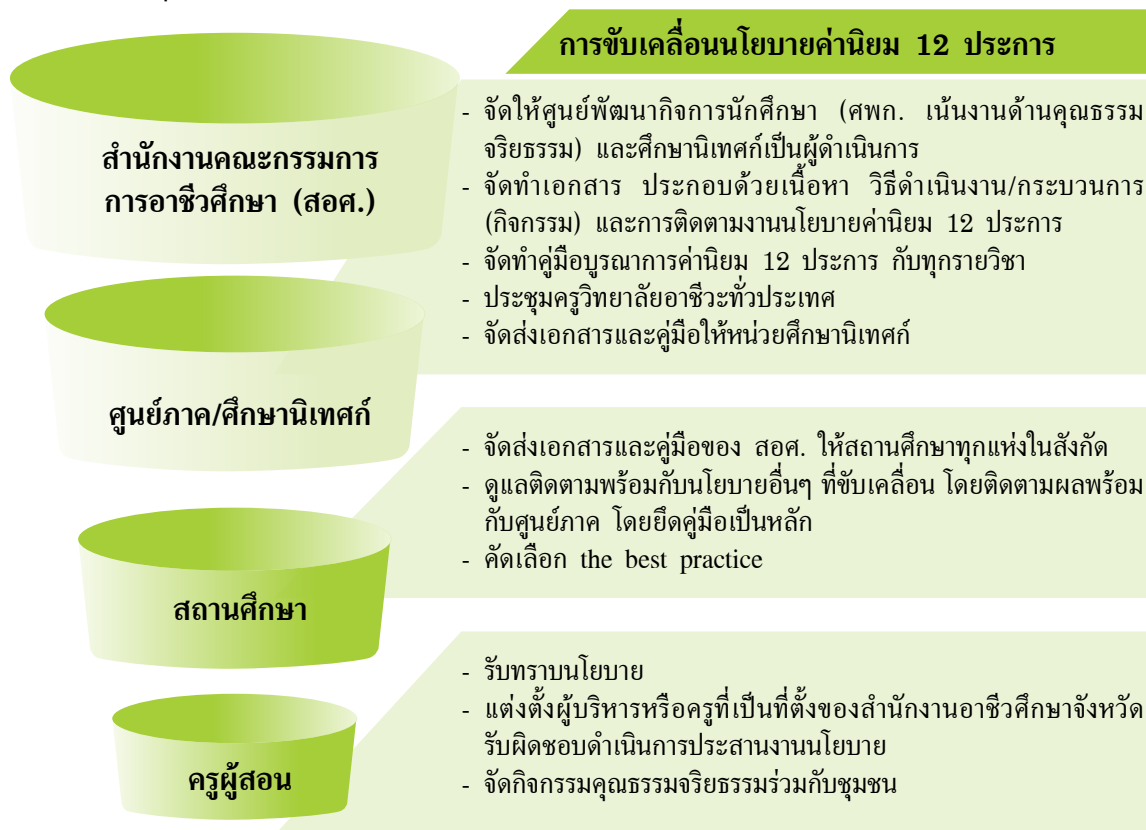 การขับเคลื่อนนโยบายค่านิยม 12 ประการ
สำนักงานคณะกรรมการ
การอาชีวศึกษา (สอศ.)
- จัดให้ศูนย์พัฒนากิจการนักศึกษา (ศพก. เน้นงานด้านคุณธรรม
จริยธรรม) และศึกษานิเทศก์เป็นผู้ดำเนินการ
- จัดทำเอกสาร ประกอบด้วยเนื้อหา วิธีดำเนินงาน/กระบวนการ
(กิจกรรม) และการติดตามงานนโยบายค่านิยม 12 ประการ
- จัดทำคู่มือบูรณาการค่านิยม 12 ประการ กับทุกรายวิชา
- ประชุมครูวิทยาลัยอาชีวะทั่วประเทศ
- จัดส่งเอกสารและคู่มือให้หน่วยศึกษานิเทศก์
ศูนย์ภาค/ศึกษานิเทศก์
- จัดส่งเอกสารและคู่มือของ สอศ. ให้สถานศึกษาทุกแห่งในสังกัด
- ดูแลติดตามพร้อมกับนโยบายอื่นๆ ที่ขับเคลื่อน โดยติดตามผลพร้อม
กับศูนย์ภาค โดยยึดคู่มือเป็นหลัก
- คัดเลือก the best practice
สถานศึกษา
- รับทราบนโยบาย
- แต่งตั้งผู้บริหารหรือครูที่เป็นที่ตั้งของสำนักงานอาชีวศึกษาจังหวัด
รับผิดชอบดำเนินการประสานงานนโยบาย
- จัดกิจกรรมคุณธรรมจริยธรรมร่วมกับชุมชน
ครูผู้สอน